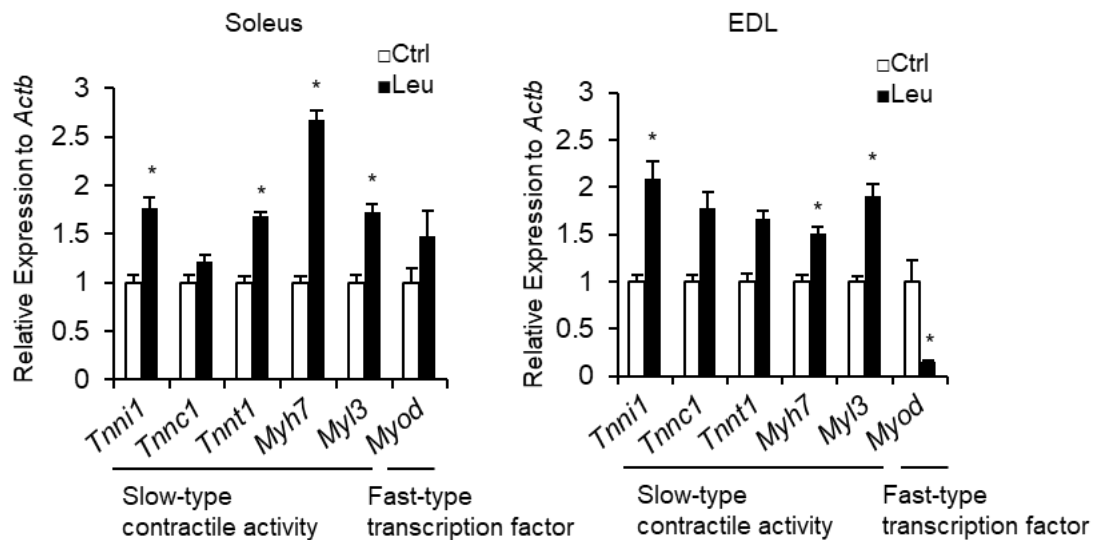 Soleus
□Ctrl
■Leu
Relative Expression to Actb
3
2.5
2
1.5
1
0.5
0
*
*
*
*
Tnni1
Tnnc1
Tnnt1
Myh7
Myl3
Myod
Slow-type
contractile activity
Fast-type
transcription factor
EDL
□Ctrl
■Leu
Relative Expression to Actb
3
2.5
2
1.5
1
0.5
0
*
*
*
*
Tnni1
Tnnc1
Tnnt1
Myh7
Myl3
Myod
Slow-type
contractile activity
Fast-type
transcription factor